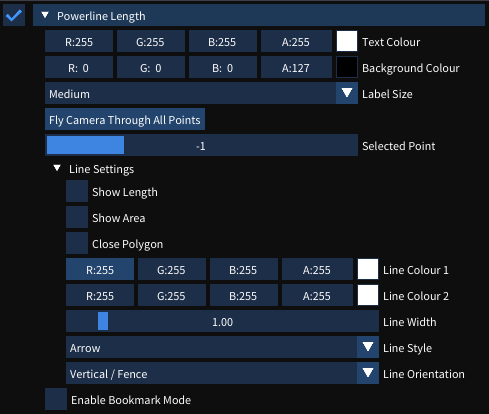 Powerline Length
R:255 G:255 B:255 A:255 Text Colour
R: 0 G: 0 B: 0 A:127 Background Colour
Medium Label Size
Fly Camera Through All Points
-1 Selected Point
Line Settings
Show Length
Show Area
Close Polygon
R:255 G:255 B:255 A:255 Line Colour 1
R:255 G:255 B:255 A:255 Line Colour 2
1.00 Line Width
Arrow Line Style
Vertical / Fence Line Orientation
Enable Bookmark Mode